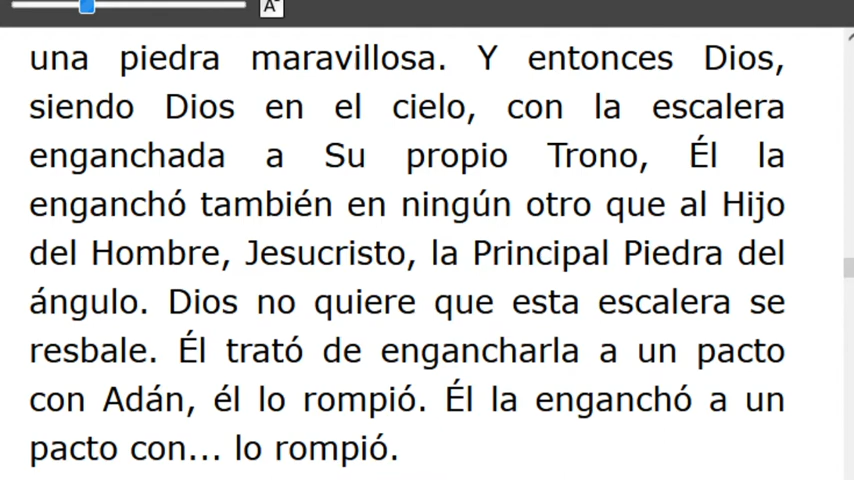 A
una piedra maravillosa. Y entonces Dios,
siendo Dios en el cielo, con la escalera
enganchada a Su propio Trono, Él la
enganchó también en ningún otro que al Hijo
del Hombre, Jesucristo, la Principal Piedra del
ángulo. Dios no quiere que esta escalera se
resbale. Él trató de engancharla a un pacto
con Adán, él lo rompió. Él la enganchó a un
pacto con... lo rompió.